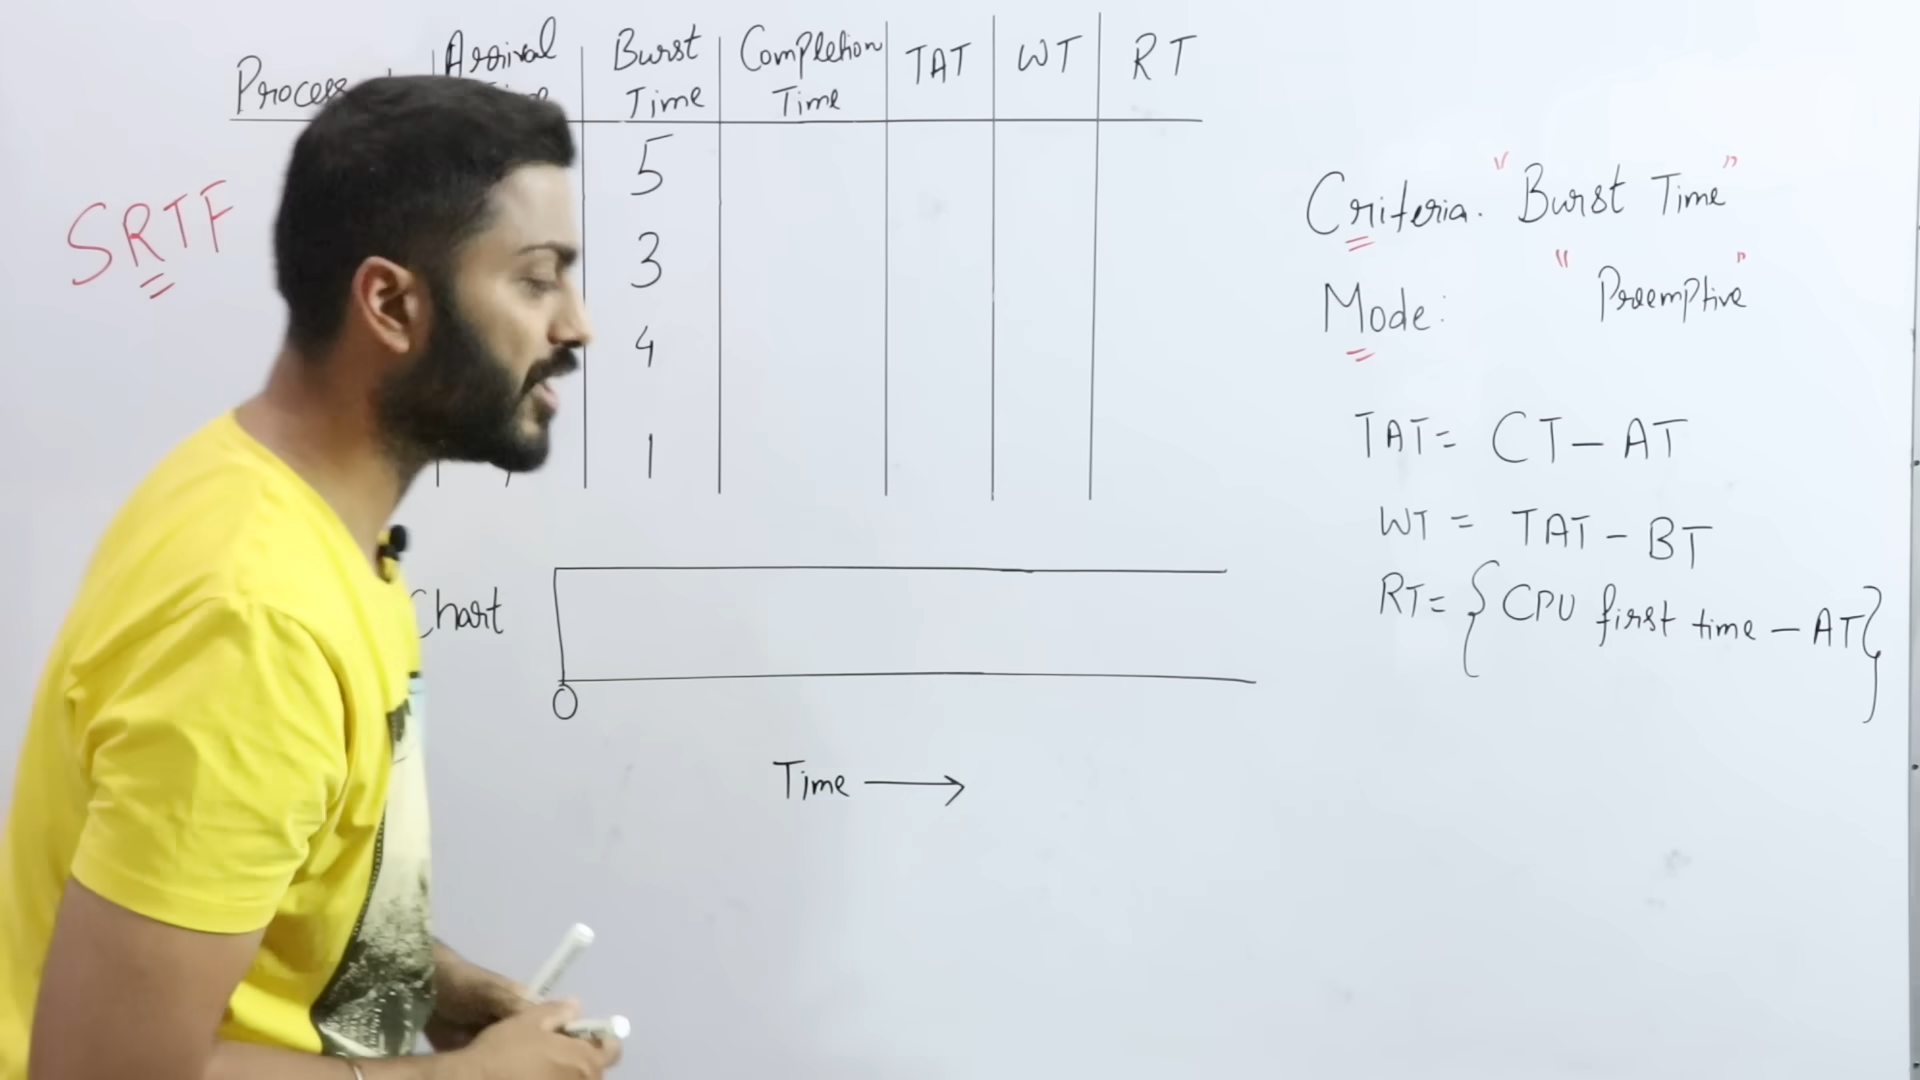 Process Arrival Burst Time Completion Time TAT WT RT
5
3
4
1
SRTF
Chart
0
Time →
Criteria. "Burst Time"
Mode: "Preemptive"
TAT = CT - AT
WT = TAT - BT
RT = {CPU first time - AT}